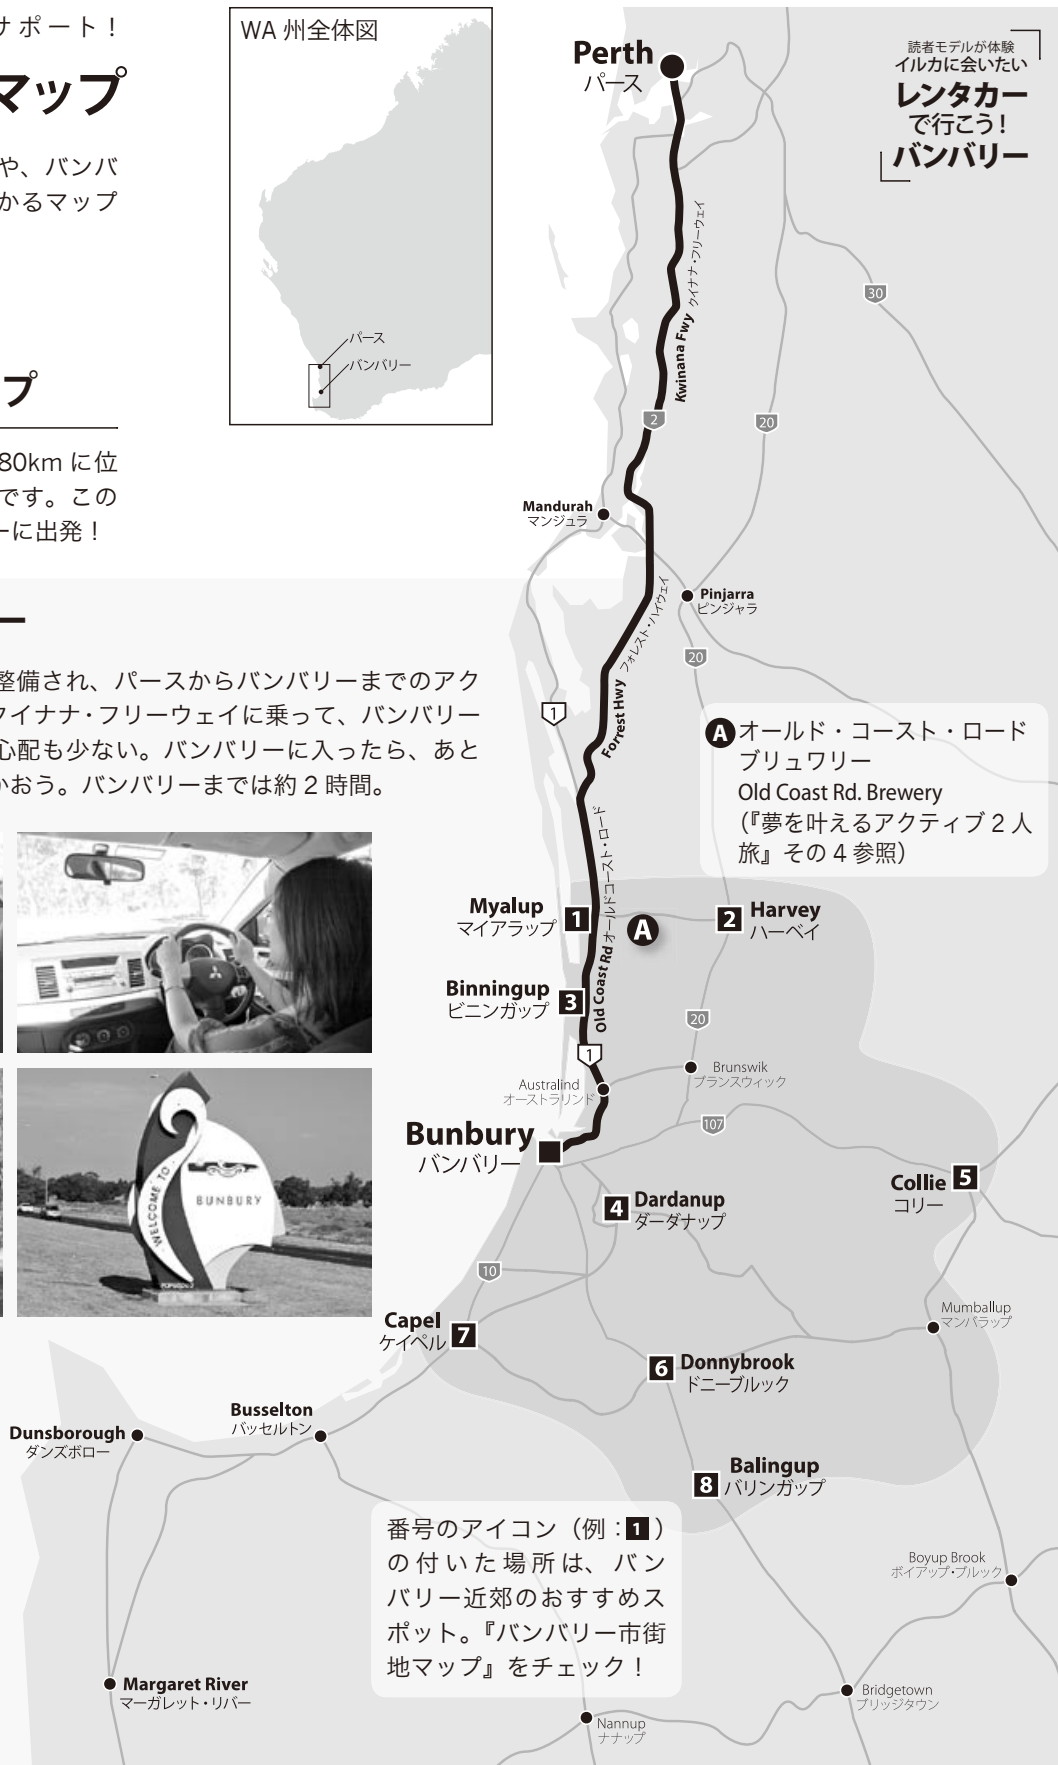 サポート！
マップ
や、バンバ
かるマップ
プ
80km に位
です。この
ーに出発！
ー
整備され、パースからバンバリーまでのアク
クイナナ・フリーウェイに乗って、バンバリー
心配も少ない。バンバリーに入ったら、あと
かおう。バンバリーまでは約 2 時間。
WELCOME TO
BUNBURY
WA 州全体図
パース
バンバリー
読者モデルが体験
イルカに会いたい
レンタカー
で行こう！
バンバリー
Perth
パース
Kwinana Fwy クイナナ・フリーウェイ
30
2
20
Mandurah
マンジュラ
Pinjarra
ピンジャラ
Forrest Hwy フォレスト・ハイウェイ
20
1
A オールド・コースト・ロード
ブリュワリー
Old Coast Rd. Brewery
（『夢を叶えるアクティブ 2 人
旅』その 4 参照）
Old Coast Rd オールドコースト・ロード
Myalup
マイアラップ
1
A
2
Harvey
ハーベイ
Binningup
ビニンガップ
3
20
1
Brunswik
ブランスウィック
Australind
オーストラリンド
107
Bunbury
バンバリー
Collie
コリー
5
4
Dardanup
ダーダナップ
10
Mumballup
マンバラップ
Capel
ケイペル
7
6
Donnybrook
ドニーブルック
Busselton
バッセルトン
Dunsborough
ダンズボロー
8
Balingup
バリンガップ
番号のアイコン（例：1）
の付いた場所は、バン
バリー近郊のおすすめス
ポット。『バンバリー市街
地マップ』をチェック！
Boyup Brook
ボイアップ・ブルック
Margaret River
マーガレット・リバー
Bridgetown
ブリッジタウン
Nannup
ナナップ